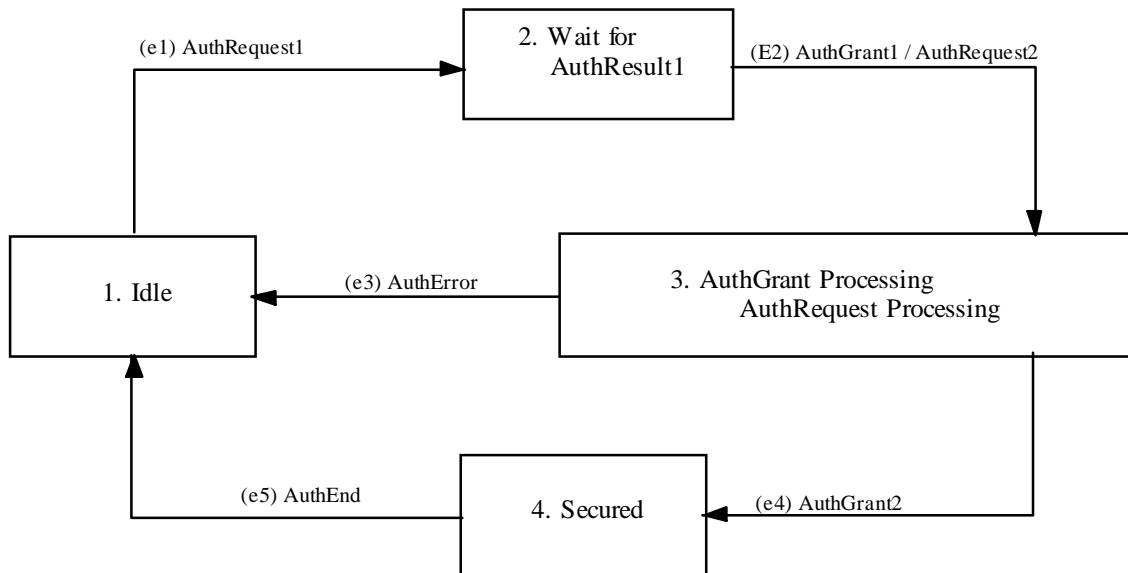 (e1) AuthRequest1
2. Wait for
AuthResult1
(E2) AuthGrant1 / AuthRequest2
1. Idle
(e3) AuthError
3. AuthGrant Processing
AuthRequest Processing
(e5) AuthEnd
4. Secured
(e4) AuthGrant2